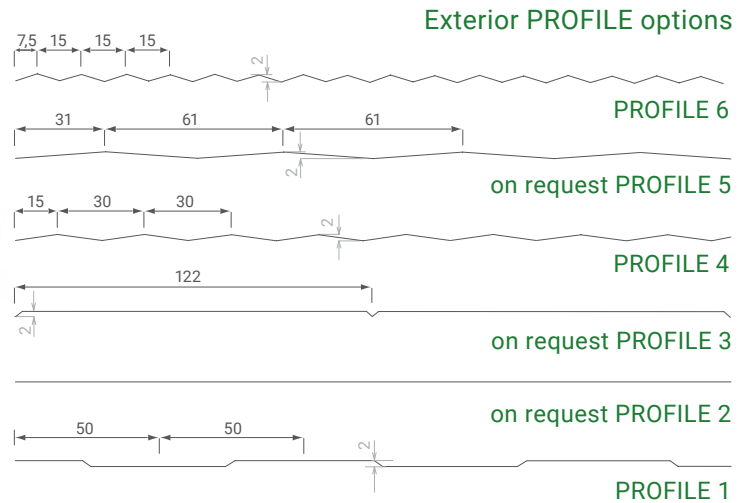 Exterior PROFILE options
7,5 15 15 15
2
PROFILE 6
31 61 61
2
on request PROFILE 5
15 30 30
2
PROFILE 4
122
2
on request PROFILE 3
on request PROFILE 2
50 50
2
PROFILE 1